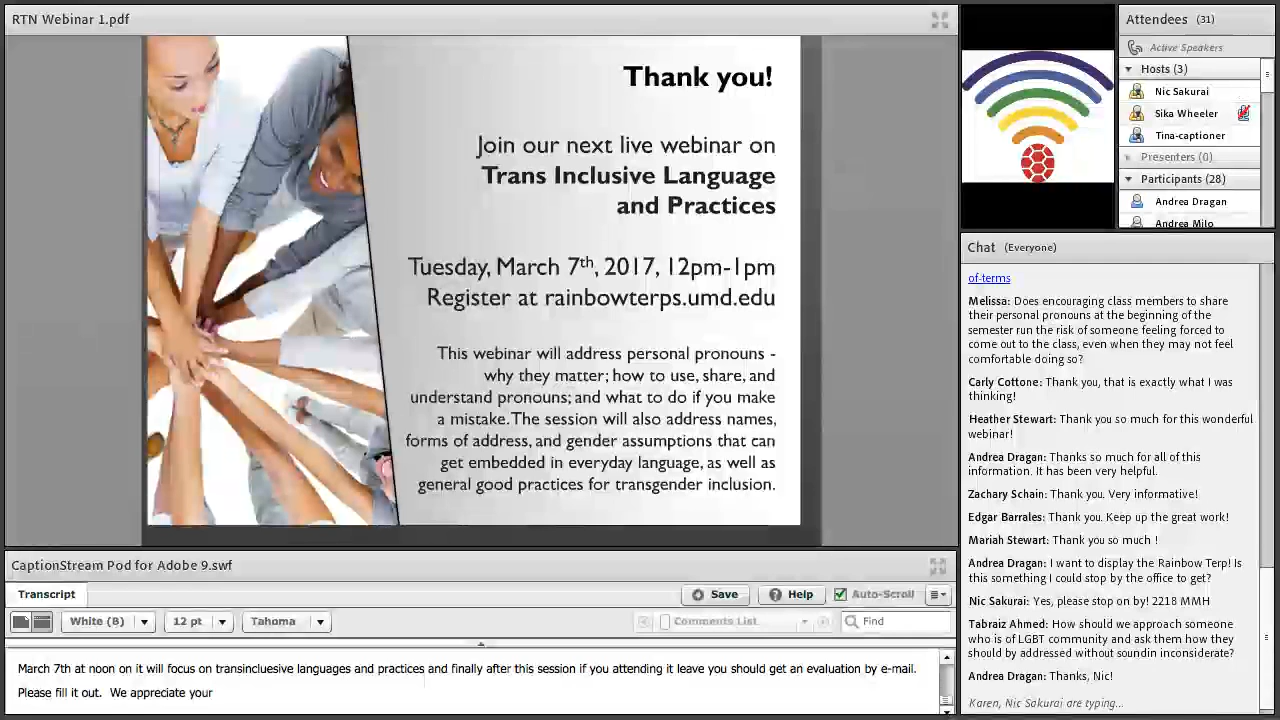 RTN Webinar 1.pdf
Thank you!
Join our next live webinar on
Trans Inclusive Language
and Practices
Tuesday, March 7th, 2017, 12pm-1pm
Register at rainbowterps.umd.edu
This webinar will address personal pronouns -
why they matter; how to use, share, and
understand pronouns; and what to do if you make
a mistake. The session will also address names,
forms of address, and gender assumptions that can
get embedded in everyday language, as well as
general good practices for transgender inclusion.
CaptionStream Pod for Adobe 9.swf
Transcript
Save
Help
Auto-Scroll
White (8)
12 pt
Tahoma
Comments List
Find
March 7th at noon on it will focus on transincluesive languages and practices and finally after this session if you attending it leave you should get an evaluation by e-mail.
Please fill it out.  We appreciate your
Attendees (31)
Active Speakers
Hosts (3)
Nic Sakurai
Sika Wheeler
Tina-captioner
Presenters (0)
Participants (28)
Andrea Dragan
Andrea Milo
Chat (Everyone)
of-terms
Melissa: Does encouraging class members to share
their personal pronouns at the beginning of the
semester run the risk of someone feeling forced to
come out to the class, even when they may not feel
comfortable doing so?
Carly Cottone: Thank you, that is exactly what I was
thinking!
Heather Stewart: Thank you so much for this wonderful
webinar!
Andrea Dragan: Thanks so much for all of this
information. It has been very helpful.
Zachary Schain: Thank you. Very informative!
Edgar Barrales: Thank you. Keep up the great work!
Mariah Stewart: Thank you so much !
Andrea Dragan: I want to display the Rainbow Terp! Is
this something I could stop by the office to get?
Nic Sakurai: Yes, please stop on by! 2218 MMH
Tabraiz Ahmed: How should we approach someone
who is of LGBT community and ask them how they
should by addressed without soundin inconsiderate?
Andrea Dragan: Thanks, Nic!
Karen, Nic Sakurai are typing...